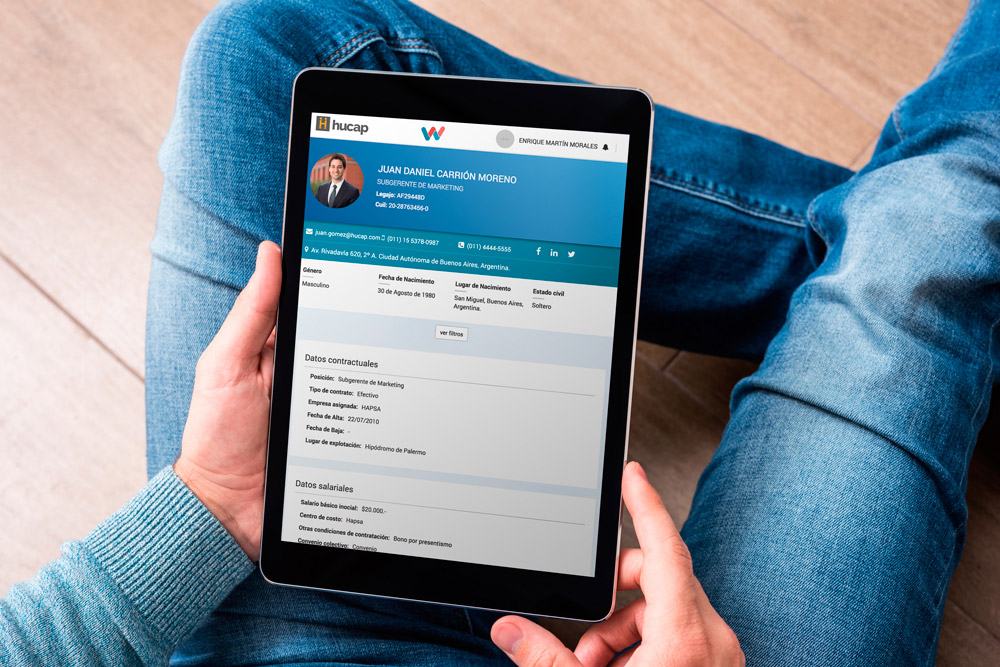 hucap
ENRIQUE MARTÍN MORALES
JUAN DANIEL CARRIÓN MORENO
SUBGERENTE DE MARKETING
Legajo: AF29448D
Cuil: 20-28763456-0
juan.gomez@hucap.com (011) 15 5378-0987 (011) 4444-5555
Av. Rivadavía 620, 2º A. Ciudad Autónoma de Buenos Aires, Argentina.
Género Fecha de Nacimiento Lugar de Nacimiento Estado civil
Masculino 30 de Agosto de 1980 San Miguel, Buenos Aires, Soltero
Argentina.
ver filtros
Datos contractuales
Posición: Subgerente de Marketing
Tipo de contrato: Efectivo
Empresa asignada: HAPSA
Fecha de Alta: 22/07/2010
Fecha de Baja: -
Lugar de explotación: Hipódromo de Palermo
Datos salariales
Salario básico inocial: $20.000.-
Centro de costo: Hapsa
Otras condiciones de contratación: Bono por presentismo
Convenio colectivo: Convenio